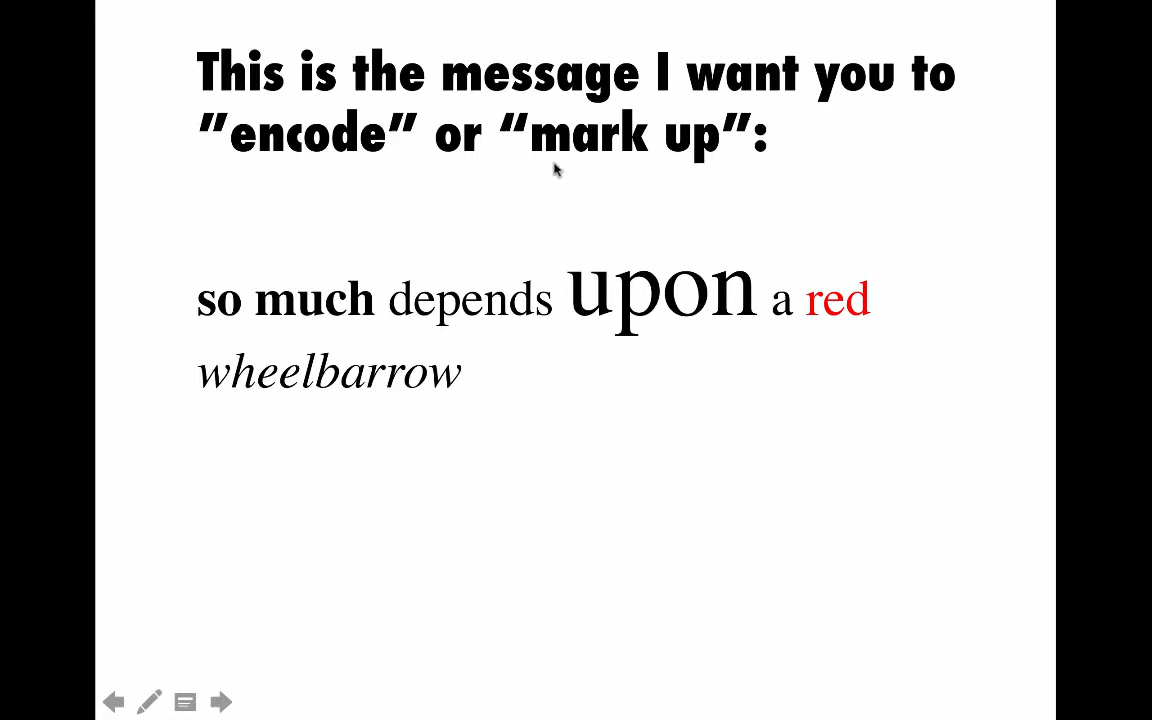 This is the message I want you to
”encode” or “mark up”:
so much depends upon a red
wheelbarrow